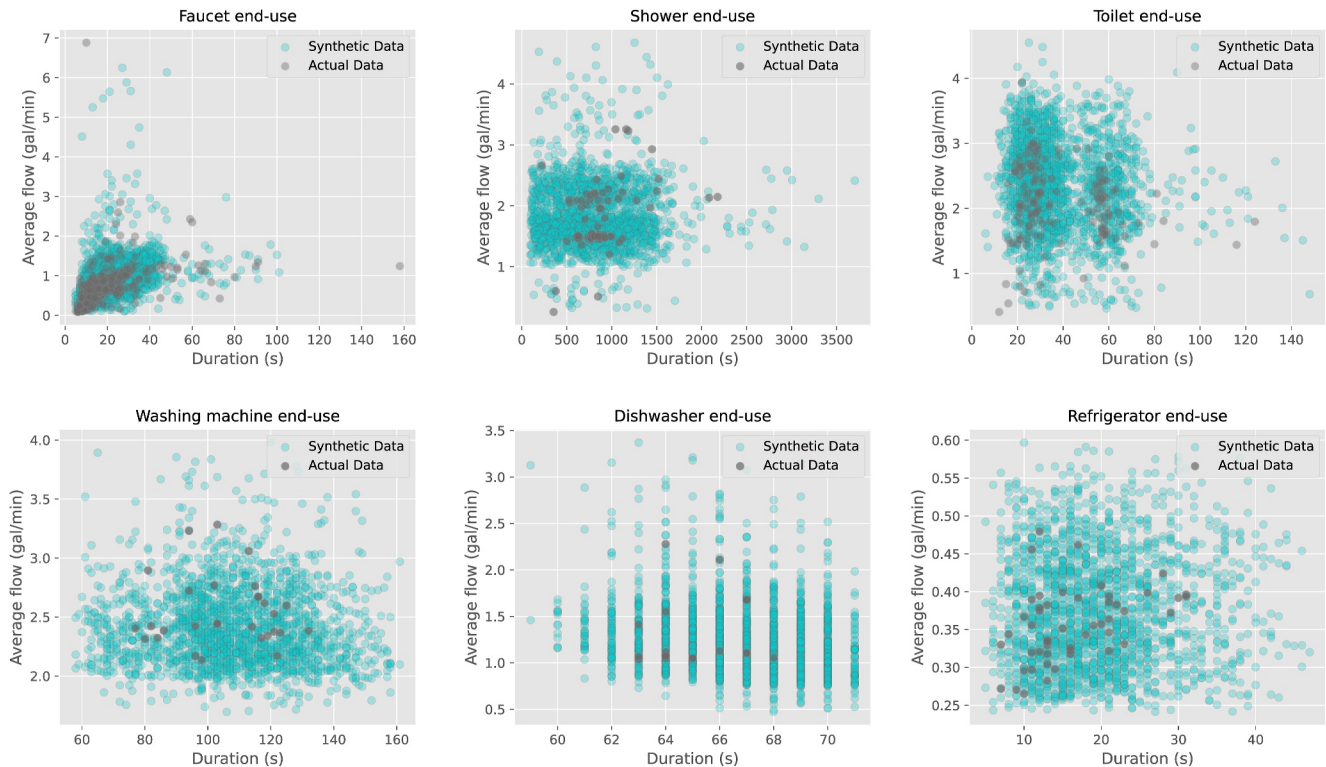 Faucet end-use
Synthetic Data
Actual Data
Average flow (gal/min)
7
6
5
4
3
2
1
0
0 20 40 60 80 100 120 140 160
Duration (s)
Shower end-use
Synthetic Data
Actual Data
Average flow (gal/min)
4
3
2
1
0 500 1000 1500 2000 2500 3000 3500
Duration (s)
Toilet end-use
Synthetic Data
Actual Data
Average flow (gal/min)
4
3
2
1
0 20 40 60 80 100 120 140
Duration (s)
Washing machine end-use
Synthetic Data
Actual Data
Average flow (gal/min)
4.0
3.5
3.0
2.5
2.0
60 80 100 120 140 160
Duration (s)
Dishwasher end-use
Synthetic Data
Actual Data
Average flow (gal/min)
3.5
3.0
2.5
2.0
1.5
1.0
0.5
60 62 64 66 68 70
Duration (s)
Refrigerator end-use
Synthetic Data
Actual Data
Average flow (gal/min)
0.60
0.55
0.50
0.45
0.40
0.35
0.30
0.25
10 20 30 40
Duration (s)